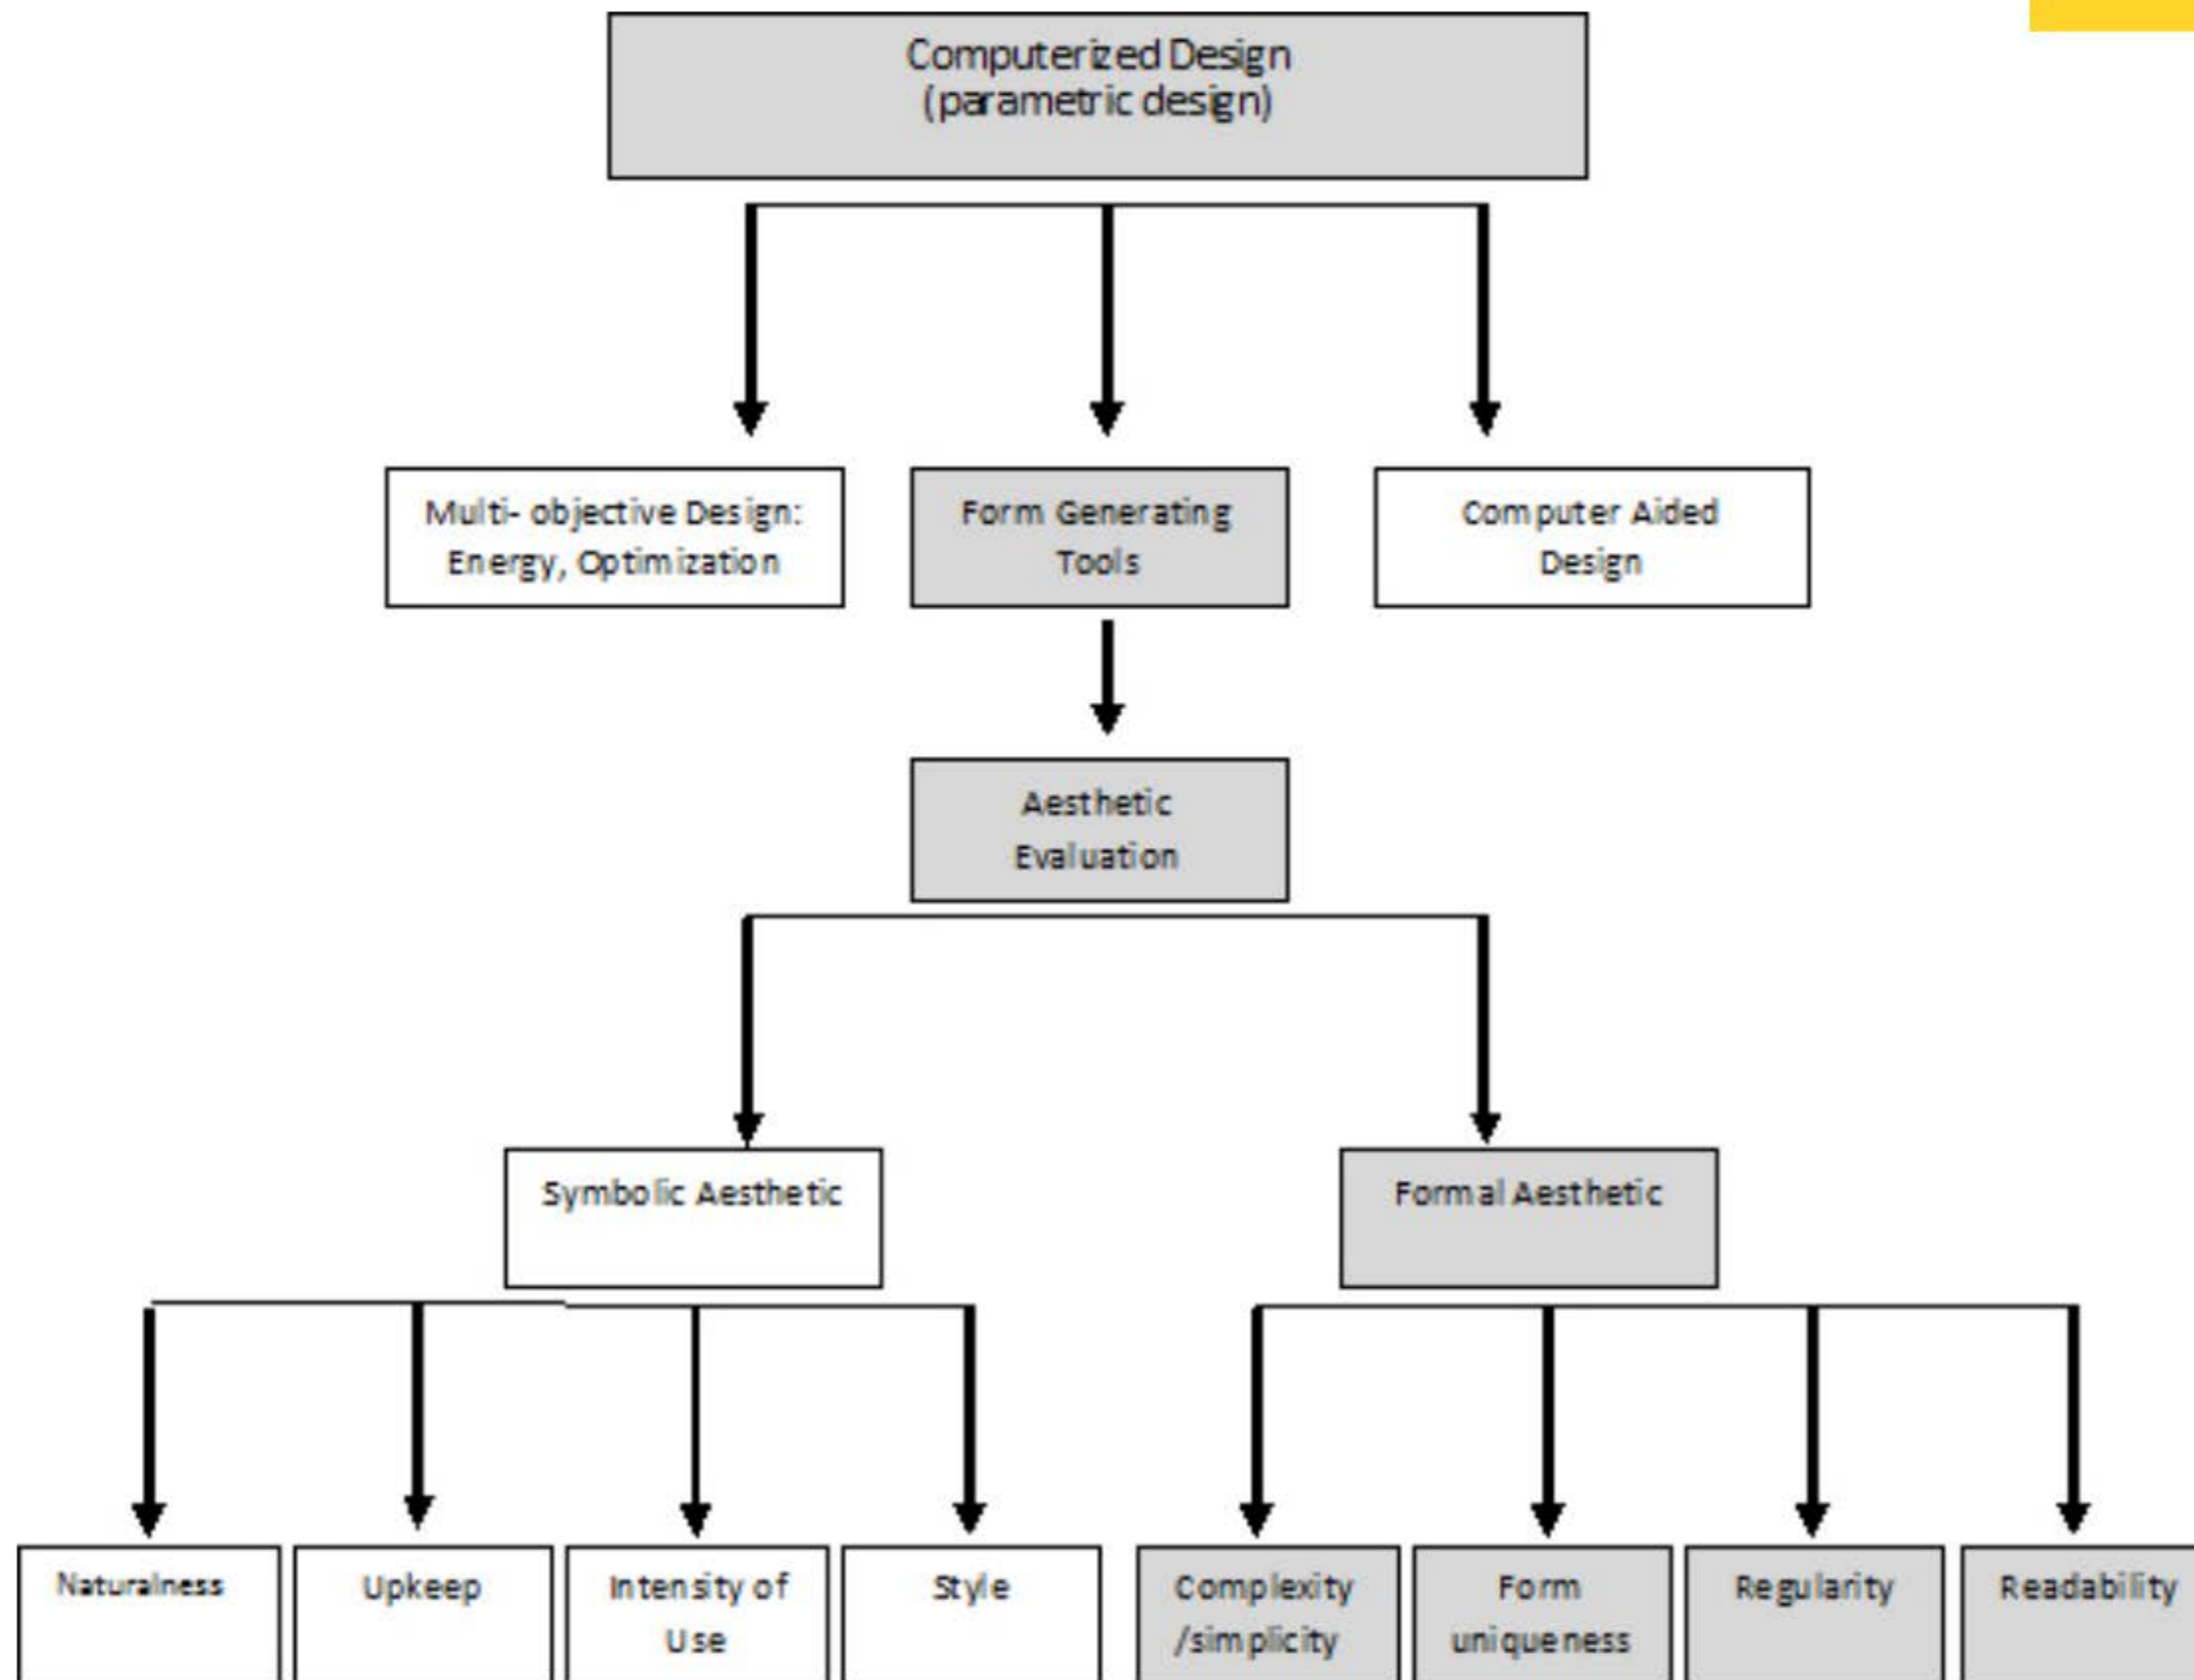 Computerized Design
(parametric design)
Multi- objective Design:
Energy, Optimization
Form Generating
Tools
Computer Aided
Design
Aesthetic
Evaluation
Symbolic Aesthetic
Formal Aesthetic
Naturalness
Upkeep
Intensity of
Use
Style
Complexity
/simplicity
Form
uniqueness
Regularity
Readability